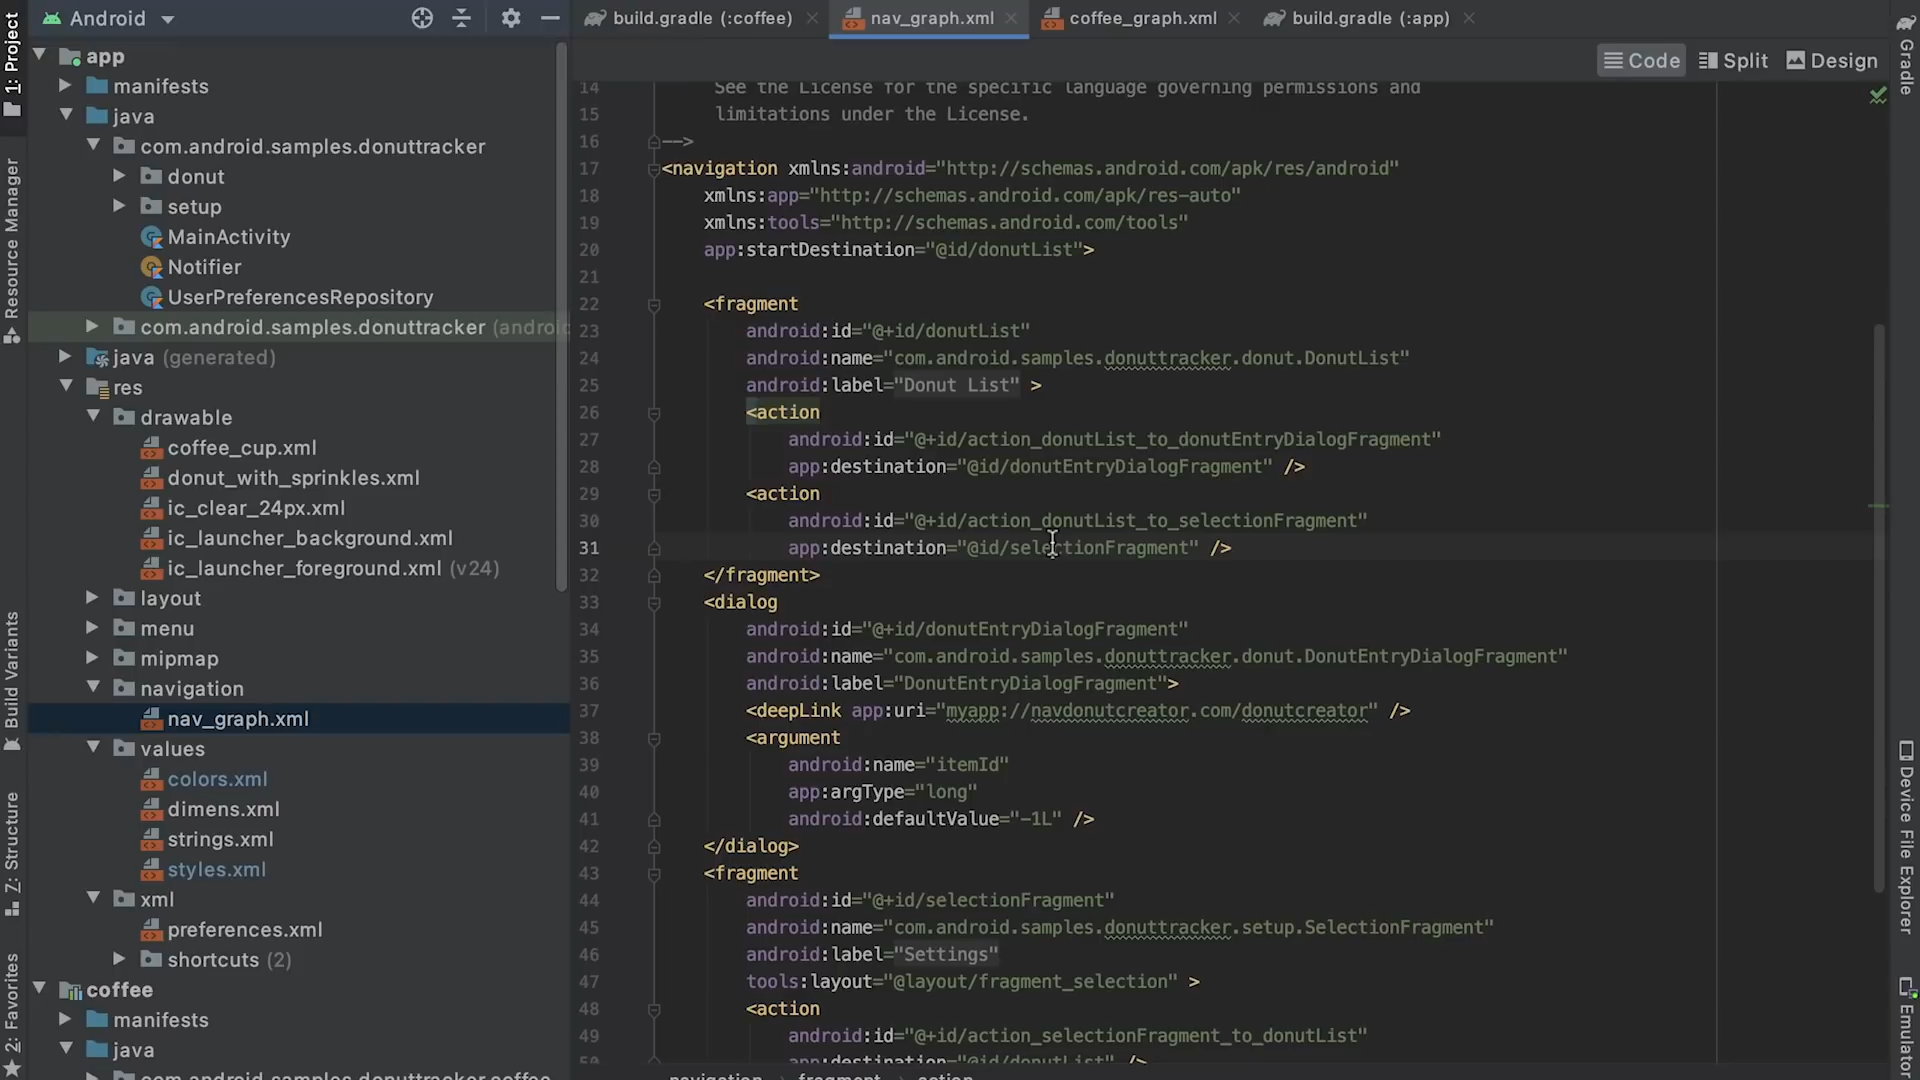 Android
build.gradle (:coffee)
nav_graph.xml
coffee_graph.xml
build.gradle (:app)
Code
Split
Design
1: Project
Resource Manager
Build Variants
Z: Structure
2: Favorites
app
manifests
java
com.android.samples.donuttracker
donut
setup
MainActivity
Notifier
UserPreferencesRepository
com.android.samples.donuttracker
java (generated)
res
drawable
coffee_cup.xml
donut_with_sprinkles.xml
ic_clear_24px.xml
ic_launcher_background.xml
ic_launcher_foreground.xml (v24)
layout
menu
mipmap
navigation
nav_graph.xml
values
colors.xml
dimens.xml
strings.xml
styles.xml
xml
preferences.xml
shortcuts (2)
coffee
manifests
java
com.android.samples.donuttracker.coffee
14 See the License for the specific language governing permissions and
15 limitations under the License.
16 -->
17 <navigation xmlns:android="http://schemas.android.com/apk/res/android"
18 xmlns:app="http://schemas.android.com/apk/res-auto"
19 xmlns:tools="http://schemas.android.com/tools"
20 app:startDestination="@id/donutList">
21
22 <fragment
23 android:id="@+id/donutList"
24 android:name="com.android.samples.donuttracker.donut.DonutList"
25 android:label="Donut List" >
26 <action
27 android:id="@+id/action_donutList_to_donutEntryDialogFragment"
28 app:destination="@id/donutEntryDialogFragment" />
29 <action
30 android:id="@+id/action_donutList_to_selectionFragment"
31 app:destination="@id/selectionFragment" />
32 </fragment>
33 <dialog
34 android:id="@+id/donutEntryDialogFragment"
35 android:name="com.android.samples.donuttracker.donut.DonutEntryDialogFragment"
36 android:label="DonutEntryDialogFragment">
37 <deepLink app:uri="myapp://navdonutcreator.com/donutcreator" />
38 <argument
39 android:name="itemId"
40 app:argType="long"
41 android:defaultValue="-1L" />
42 </dialog>
43 <fragment
44 android:id="@+id/selectionFragment"
45 android:name="com.android.samples.donuttracker.setup.SelectionFragment"
46 android:label="Settings"
47 tools:layout="@layout/fragment_selection" >
48 <action
49 android:id="@+id/action_selectionFragment_to_donutList"
50 app:destination="@id/donutList" />
navigation fragment action
Gradle
Device File Explorer
Emulator